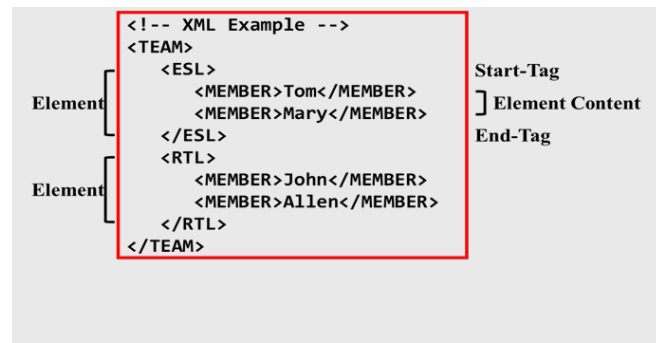 <!-- XML Example -->
<TEAM>
<ESL> Start-Tag
Element <MEMBER>Tom</MEMBER> Element Content
<MEMBER>Mary</MEMBER>
</ESL> End-Tag
<RTL>
Element <MEMBER>John</MEMBER>
<MEMBER>Allen</MEMBER>
</RTL>
</TEAM>